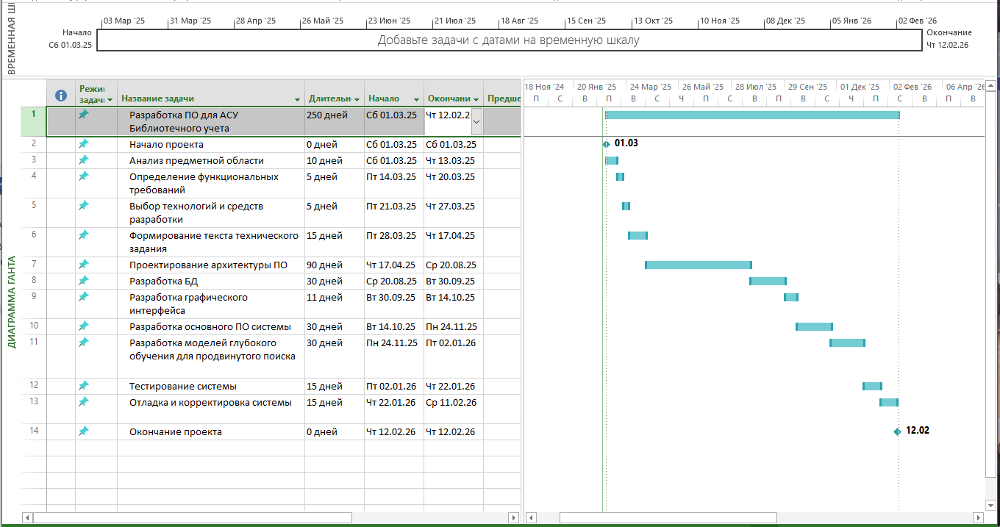 ВРЕМЕННАЯ Ш
03 Мар '25 31 Мар '25 28 Апр '25 26 Май '25 23 Июн '25 21 Июл '25 18 Авг '25 15 Сен '25 13 Окт '25 10 Ноя '25 08 Дек '25 05 Янв '26 02 Фев '26
Начало
Сб 01.03.25
Добавьте задачи с датами на временную шкалу
Окончание
Чт 12.02.26
ДИАГРАММА ГАНТА
Режим
задачи
Название задачи
Длительн
Начало
Окончани
Предше
1 Разработка ПО для АСУ 250 дней Сб 01.03.25 Чт 12.02.2
Библиотечного учета
2 Начало проекта 0 дней Сб 01.03.25 Сб 01.03.25
3 Анализ предметной области 10 дней Сб 01.03.25 Чт 13.03.25
4 Определение функциональных 5 дней Пт 14.03.25 Чт 20.03.25
требований
5 Выбор технологий и средств 5 дней Пт 21.03.25 Чт 27.03.25
разработки
6 Формирование текста технического 15 дней Пт 28.03.25 Чт 17.04.25
задания
7 Проектирование архитектуры ПО 90 дней Чт 17.04.25 Ср 20.08.25
8 Разработка БД 30 дней Ср 20.08.25 Вт 30.09.25
9 Разработка графического 11 дней Вт 30.09.25 Вт 14.10.25
интерфейса
10 Разработка основного ПО системы 30 дней Вт 14.10.25 Пн 24.11.25
11 Разработка моделей глубокого 30 дней Пн 24.11.25 Пт 02.01.26
обучения для продвинутого поиска
12 Тестирование системы 15 дней Пт 02.01.26 Чт 22.01.26
13 Отладка и корректировка системы 15 дней Чт 22.01.26 Ср 11.02.26
14 Окончание проекта 0 дней Чт 12.02.26 Чт 12.02.26
18 Ноя '24 20 Янв '25 24 Мар '25 26 Май '25 28 Июл '25 29 Сен '25 01 Дек '25 02 Фев '26 06 Апр '26
П С В П В С Ч П С В П В С Ч П С В П В
01.03
12.02